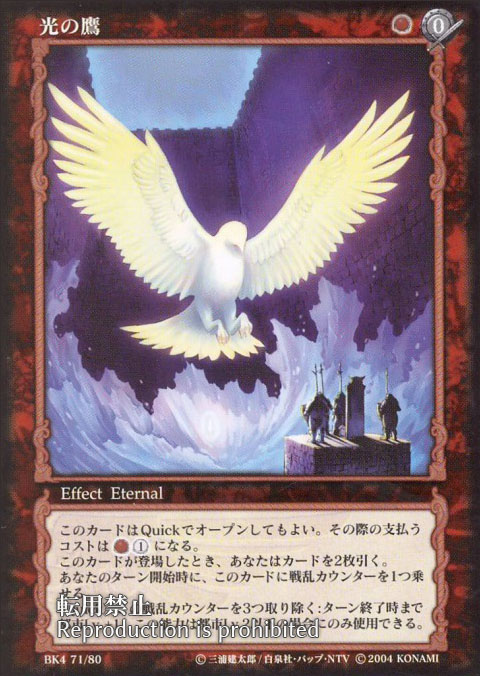 光の鷹
0
Effect Eternal
このカードはQuickでオープンしてもよい。その際の支払う
コストは 1 になる。
このカードが登場したとき、あなたはカードを2枚引く。
あなたのターン開始時に、このカードに戦乱カウンターを1つ乗
せる。
転用禁止
戦乱カウンターを3つ取り除く:ターン終了時まで
Reproduction is prohibited
の場合にのみ使用できる。
BK4 71/80
© 三浦建太郎/白泉社・バップ・NTV © 2004 KONAMI